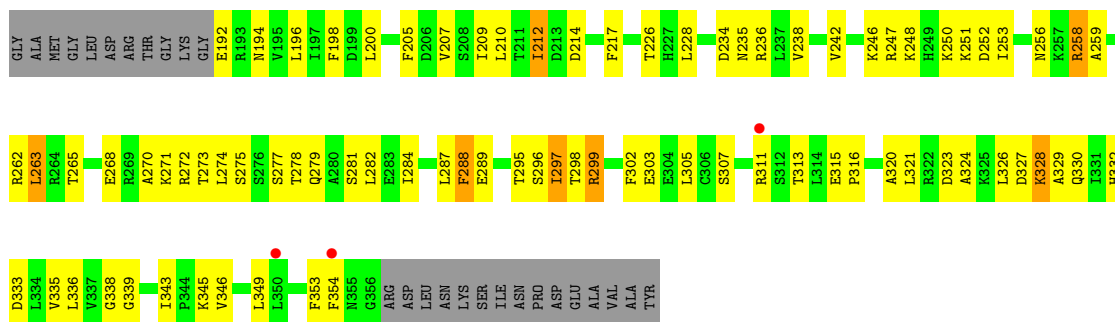 GLY ALA MET GLY LEU ASP ARG THR GLY LYS GLY E192 R193 N194 V195 L196 I197 F198 D199 L200 F205 D206 V207 S208 I209 L210 T211 I212 D213 D214 F217 T226 H227 L228 D234 N235 R236 L237 V238 V242 K246 R247 K248 H249 K250 K251 D252 I253 N256 K257 R258 A259
R262 L263 R264 T265 E268 R269 A270 K271 R272 T273 L274 S275 S276 S277 T278 Q279 A280 S281 L282 E283 I284 L287 F288 E289 T295 S296 I297 T298 R299 F302 E303 E304 L305 C306 S307 R311 S312 T313 L314 E315 P316 A320 L321 R322 D323 A324 K325 L326 D327 K328 A329 Q330 I331 H332
D333 L334 V335 L336 V337 G338 G339 I343 P344 K345 V346 L349 L350 F353 F354 N355 G356 ARG ASP LEU ASN LYS SER ILE ASN PRO ASP GLU ALA VAL ALA TYR